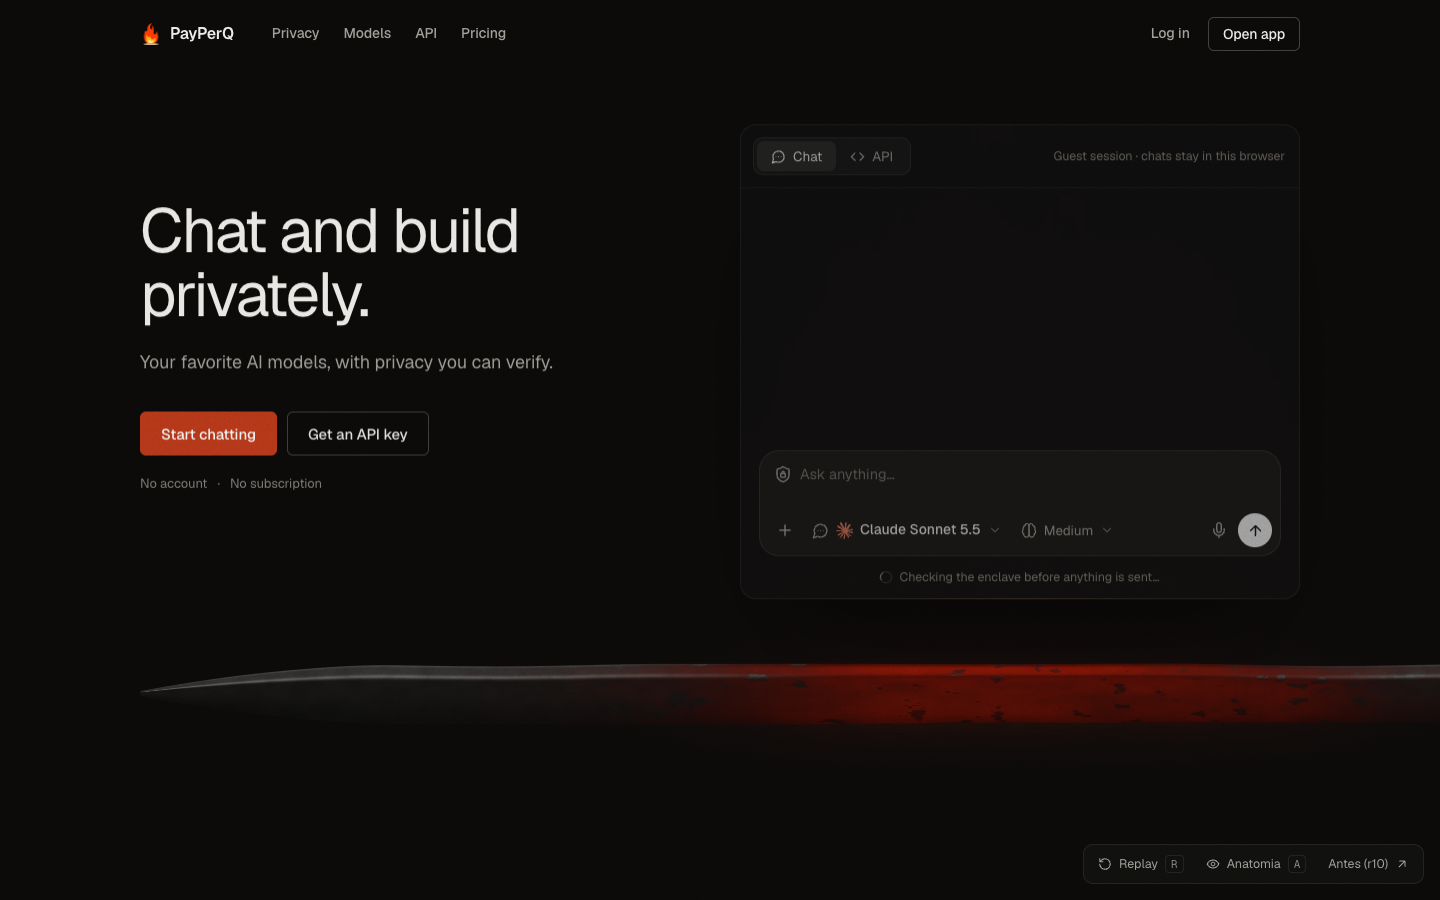 PayPerQ
Privacy
Models
API
Pricing
Log in
Open app
Chat and build
privately.
Your favorite AI models, with privacy you can verify.
Start chatting
Get an API key
No account · No subscription
Chat
API
Guest session · chats stay in this browser
Ask anything...
Claude Sonnet 5.5
Medium
Checking the enclave before anything is sent...
Replay R
Anatomia A
Antes (r10)